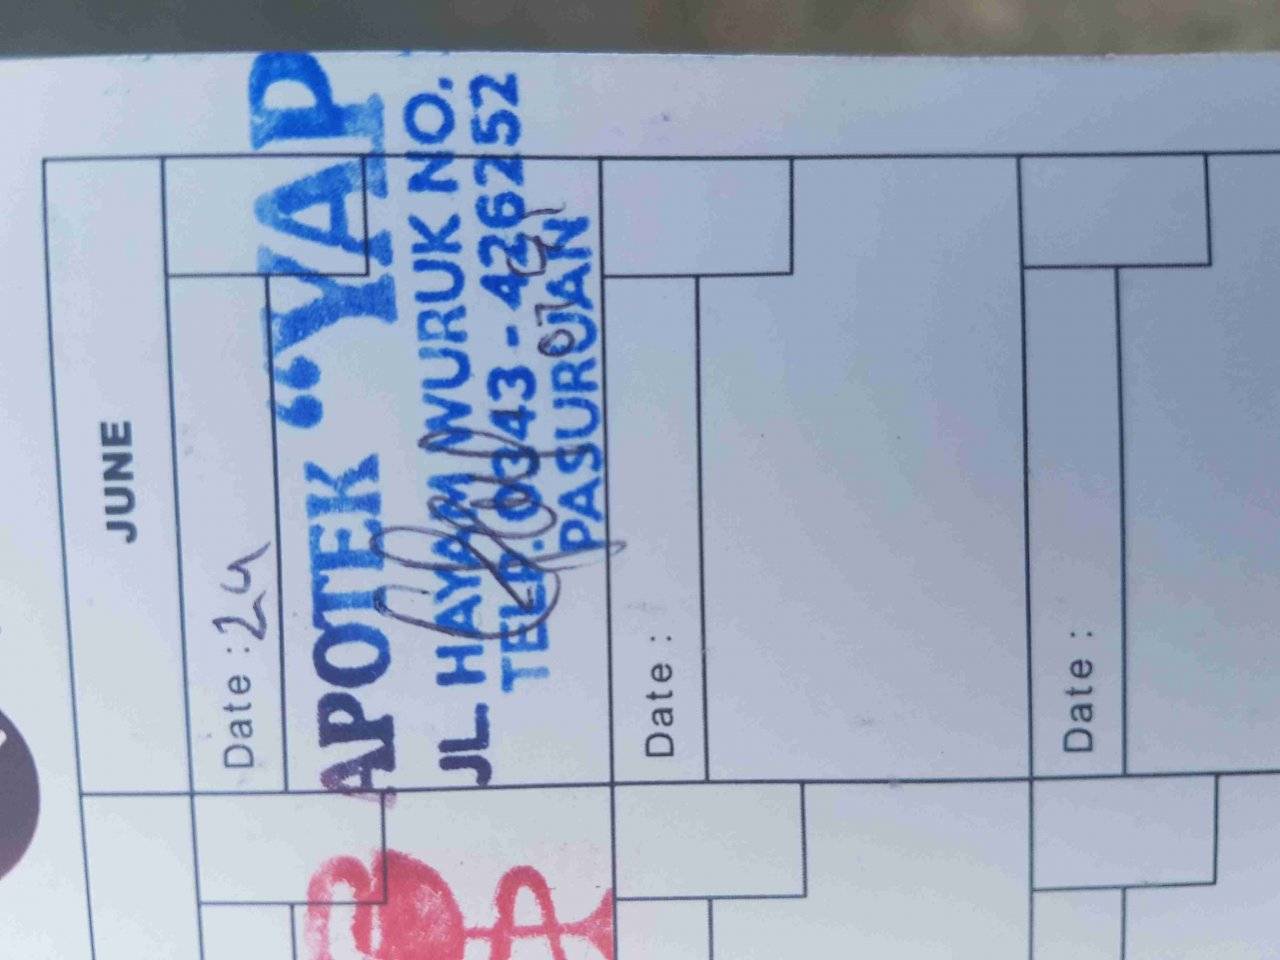 JUNE
Date : 24
APOTEK “YAP
JL. HAYAM WURUK NO.
TELP. 0343 - 426252
PASURUAN
Date :
Date :